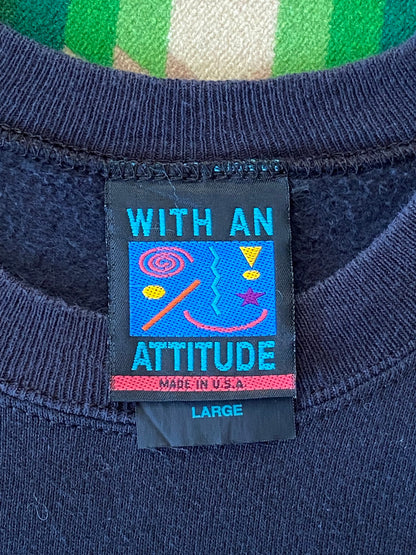 WITH AN
ATTITUDE
MADE IN U.S.A
LARGE